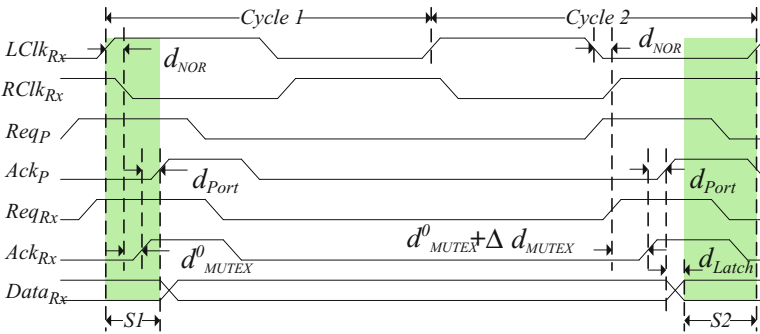 Cycle 1
Cycle 2
LClk_Rx
d_NOR
d_NOR
RClk_Rx
Req_P
Ack_P
d_Port
d_Port
Req_Rx
Ack_Rx
d^0_MUTEX
d^0_MUTEX+Δ d_MUTEX
d_Latch
Data_Rx
S1
S2